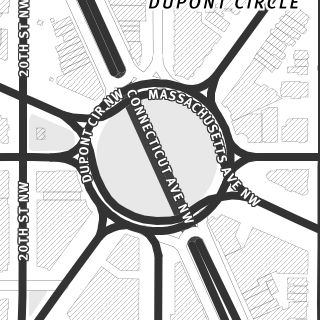 DUPONT CIRCLE
20TH ST NW
DUPONT CIR NW
CONNECTICUT AVE NW
MASSACHUSETTS AVE NW
20TH ST NW